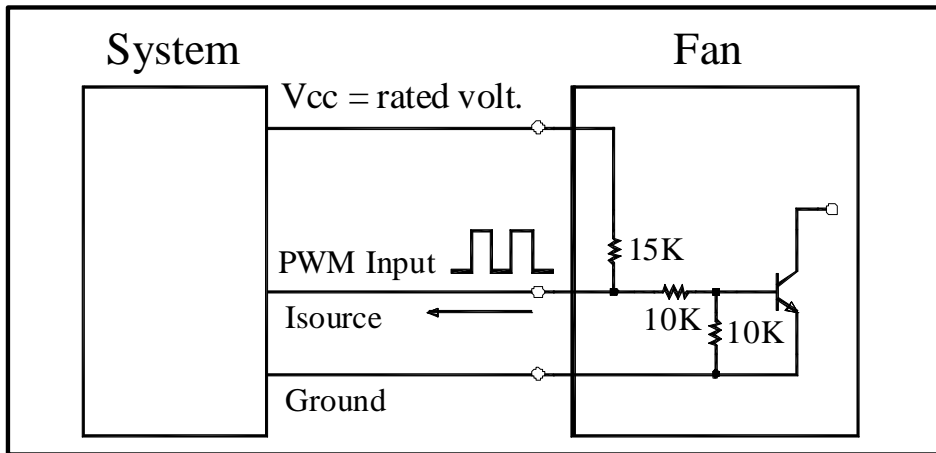 System
Fan
Vcc = rated volt.
15K
PWM Input
10K
10K
Isource
Ground